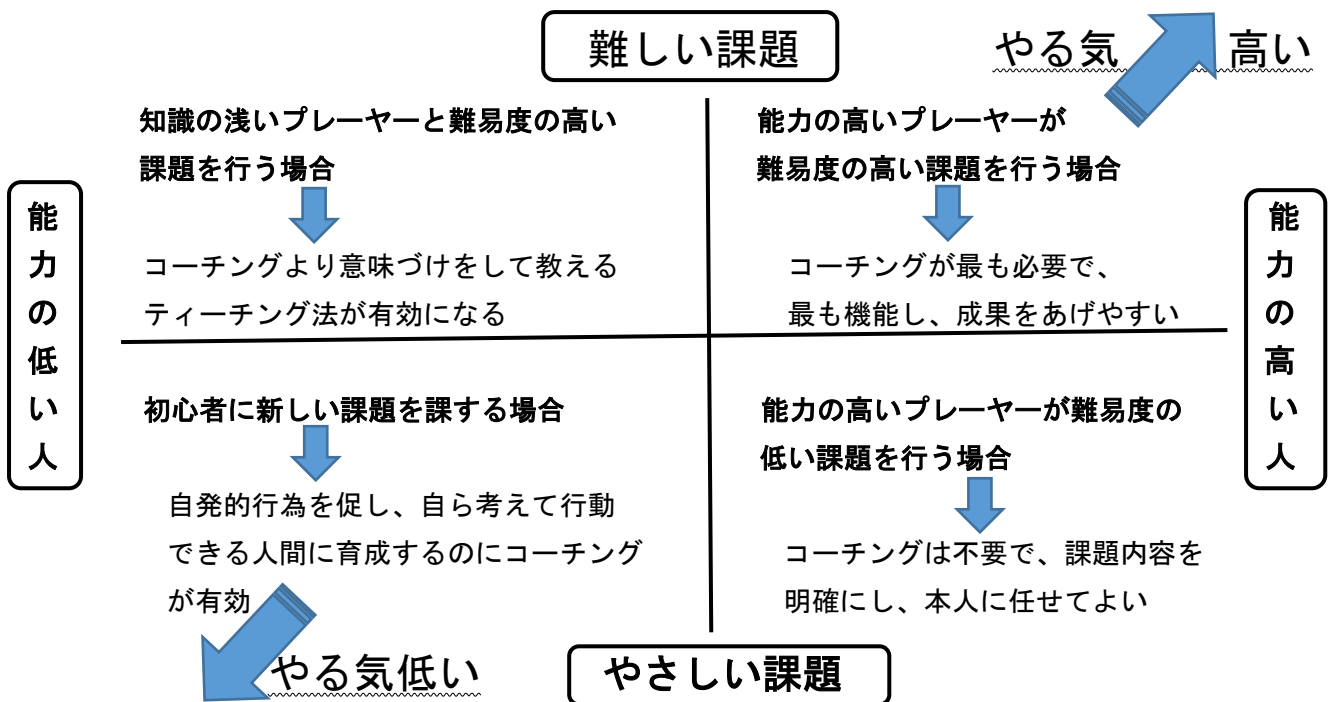 難しい課題
やる気 高い
知識の浅いプレーヤーと難易度の高い
課題を行う場合
コーチングより意味づけをして教える
ティーチング法が有効になる
能力の高いプレーヤーが
難易度の高い課題を行う場合
コーチングが最も必要で、
最も機能し、成果をあげやすい
能力の低い人
能力の高い人
初心者に新しい課題を課する場合
自発的行為を促し、自ら考えて行動
できる人間に育成するのにコーチング
が有効
能力の高いプレーヤーが難易度の
低い課題を行う場合
コーチングは不要で、課題内容を
明確にし、本人に任せてよい
やる気低い
やさしい課題